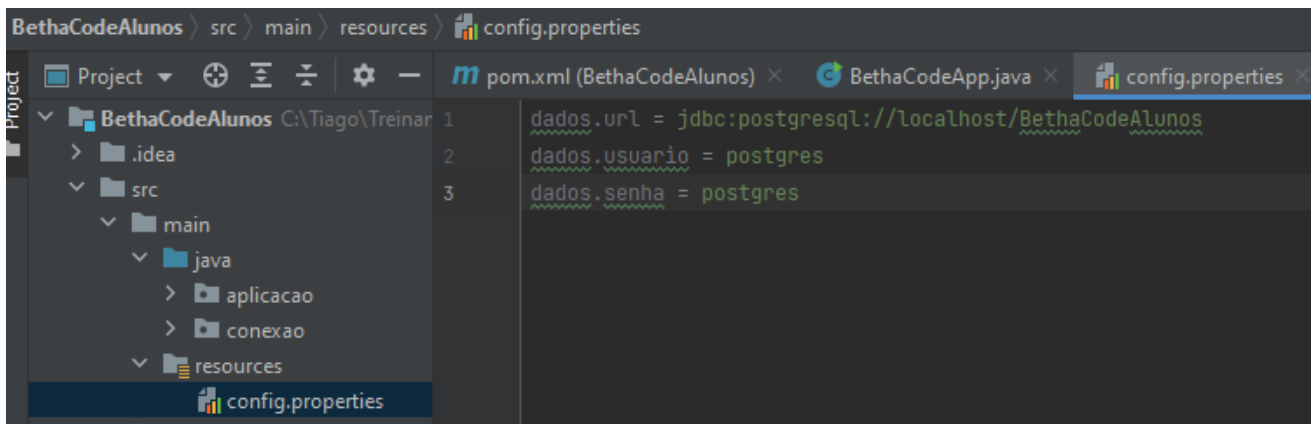 BethaCodeAlunos src main resources config.properties
Project
Project
pom.xml (BethaCodeAlunos) BethaCodeApp.java config.properties
BethaCodeAlunos C:\Tiago\Treinar
.idea
src
main
java
aplicacao
conexao
resources
config.properties
1 dados.url = jdbc:postgresql://localhost/BethaCodeAlunos
2 dados.usuario = postgres
3 dados.senha = postgres